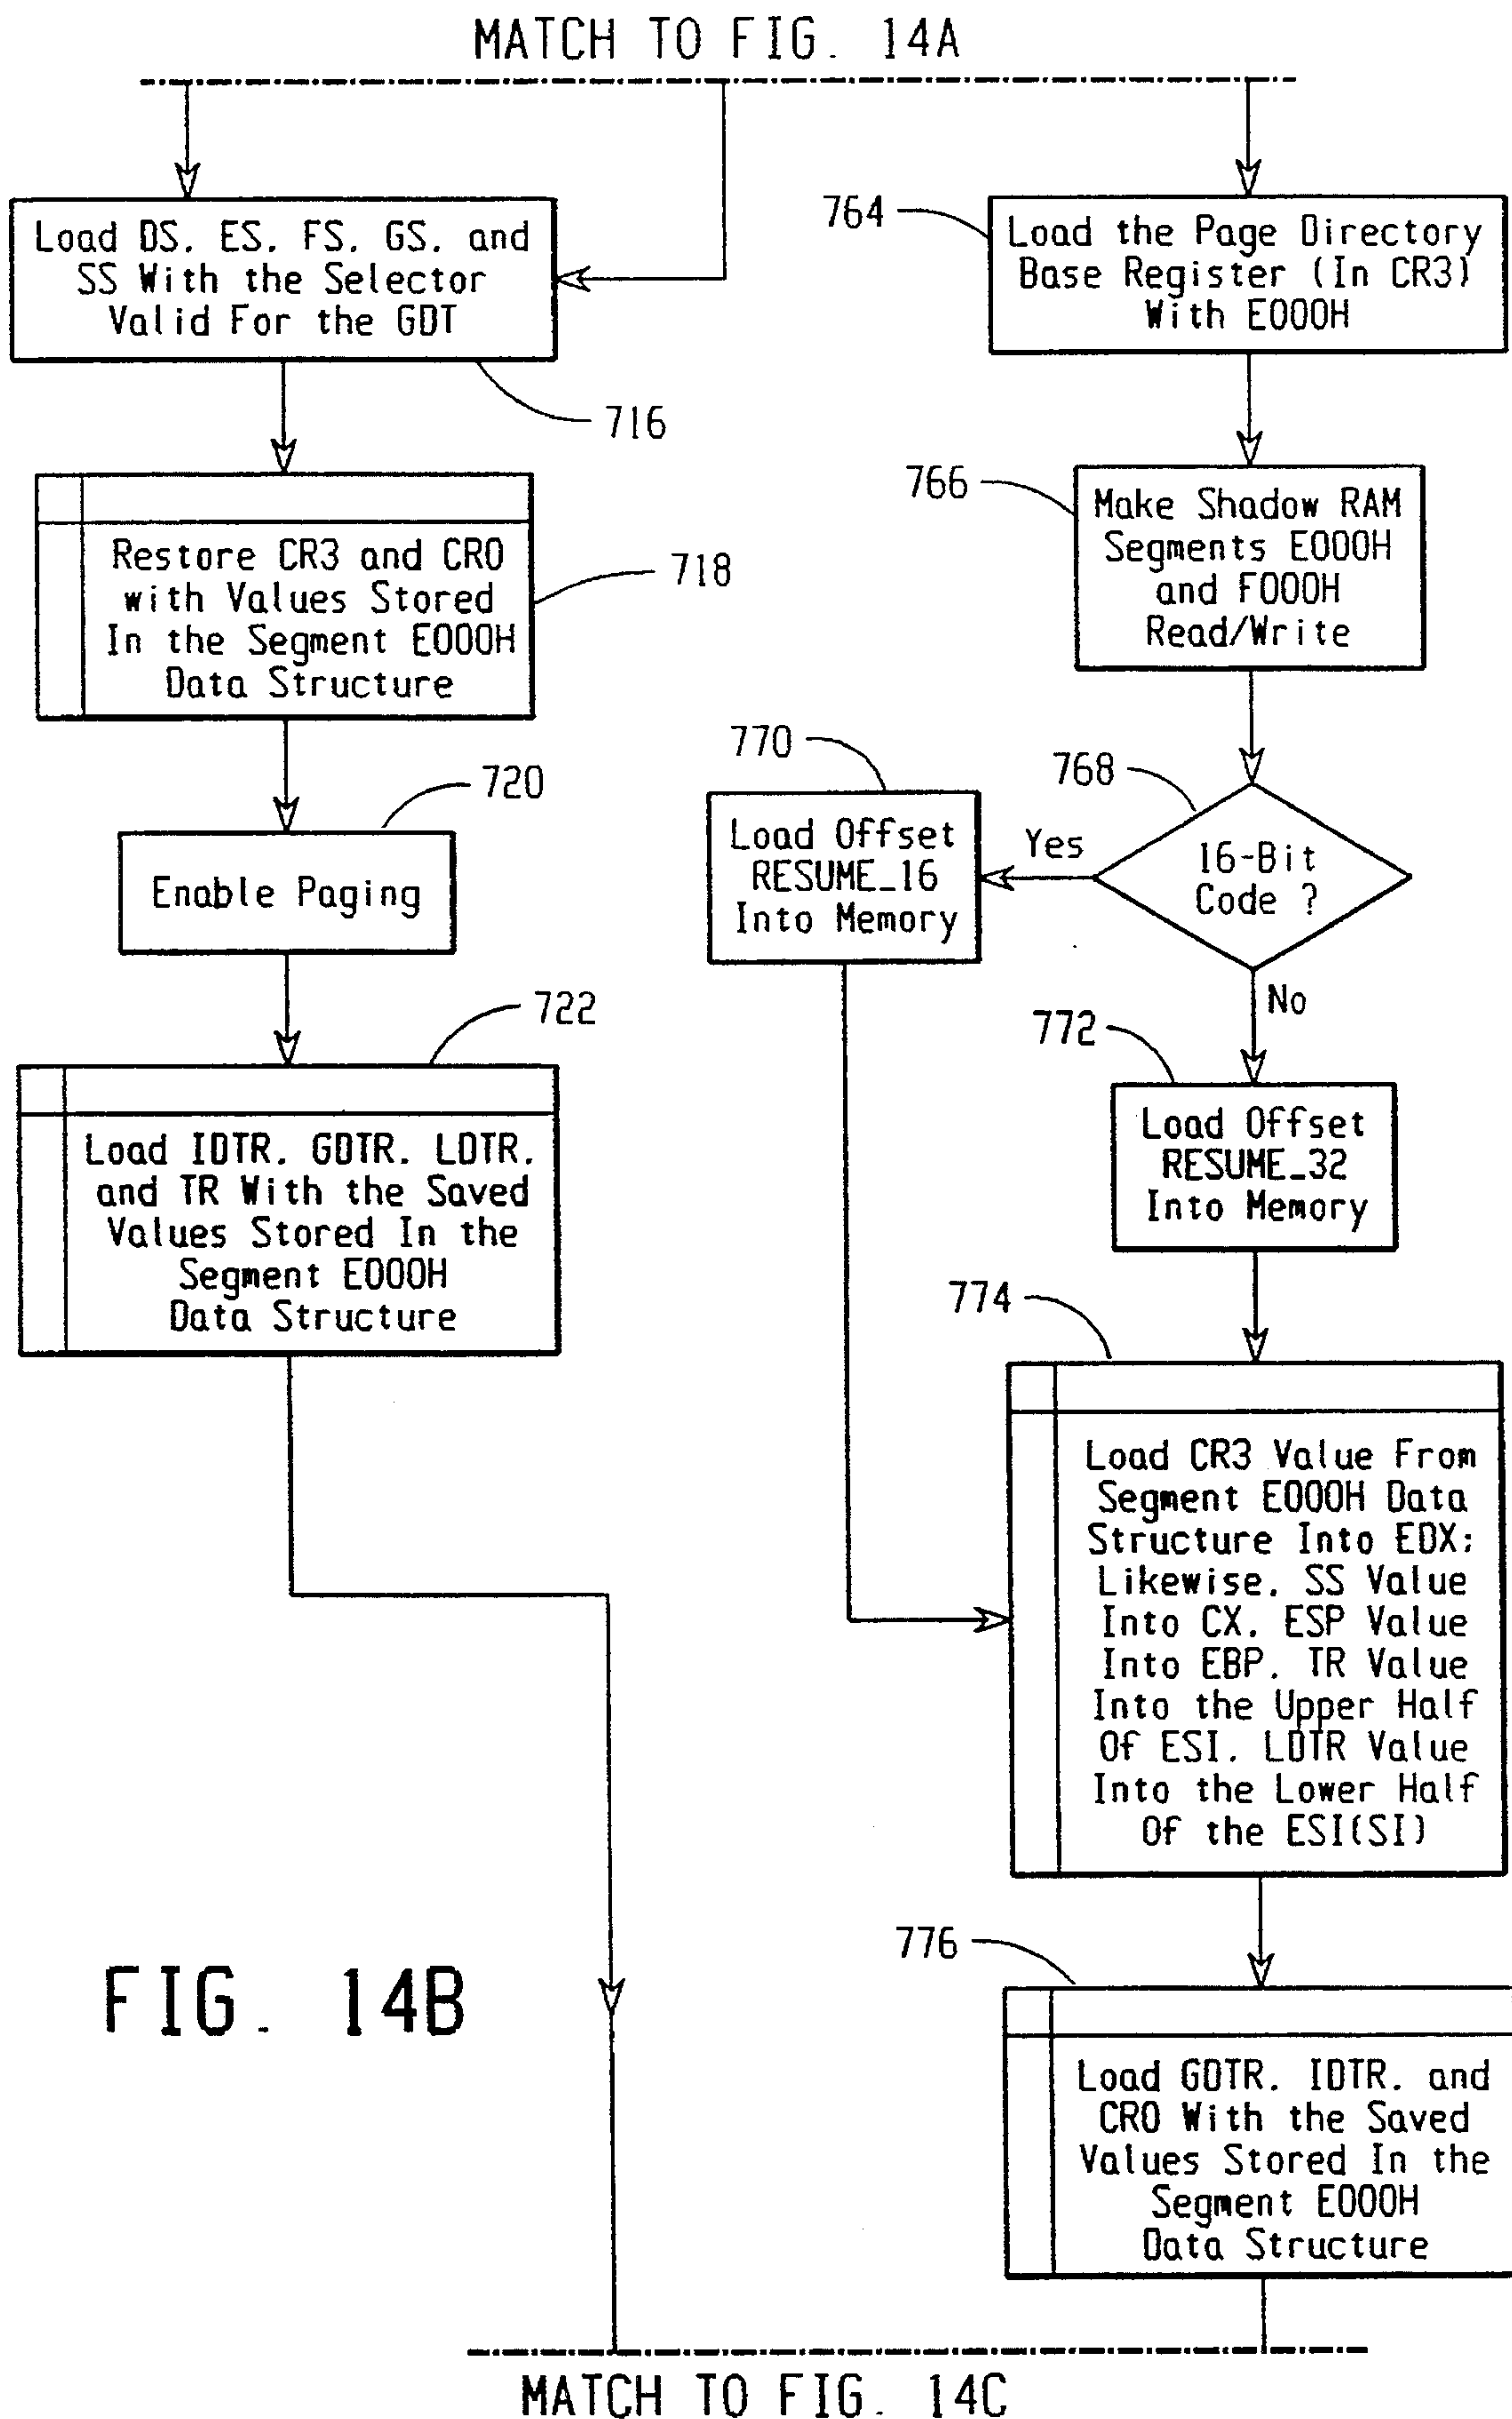 MATCH TO FIG. 14A
Load DS, ES, FS, GS, and
SS With the Selector
Valid For the GDT
716
Restore CR3 and CR0
with Values Stored
In the Segment E000H
Data Structure
718
720
Enable Paging
722
Load IDTR, GDTR, LDTR,
and TR With the Saved
Values Stored In the
Segment E000H
Data Structure
764
Load the Page Directory
Base Register (In CR3)
With E000H
766
Make Shadow RAM
Segments E000H
and F000H
Read/Write
768
16-Bit
Code ?
Yes
No
770
Load Offset
RESUME_16
Into Memory
772
Load Offset
RESUME_32
Into Memory
774
Load CR3 Value From
Segment E000H Data
Structure Into EDX;
Likewise, SS Value
Into CX, ESP Value
Into EBP, TR Value
Into the Upper Half
Of ESI, LDTR Value
Into the Lower Half
Of the ESI(SI)
776
Load GDTR, IDTR, and
CR0 With the Saved
Values Stored In the
Segment E000H
Data Structure
FIG. 14B
MATCH TO FIG. 14C